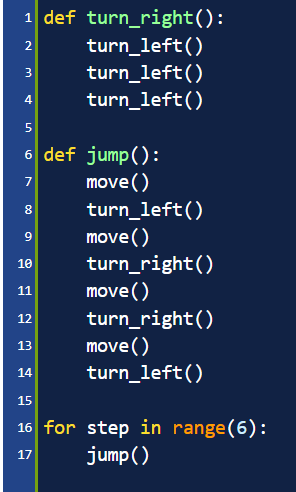 1 def turn_right():
2     turn_left()
3     turn_left()
4     turn_left()
5
6 def jump():
7     move()
8     turn_left()
9     move()
10     turn_right()
11     move()
12     turn_right()
13     move()
14     turn_left()
15
16 for step in range(6):
17     jump()